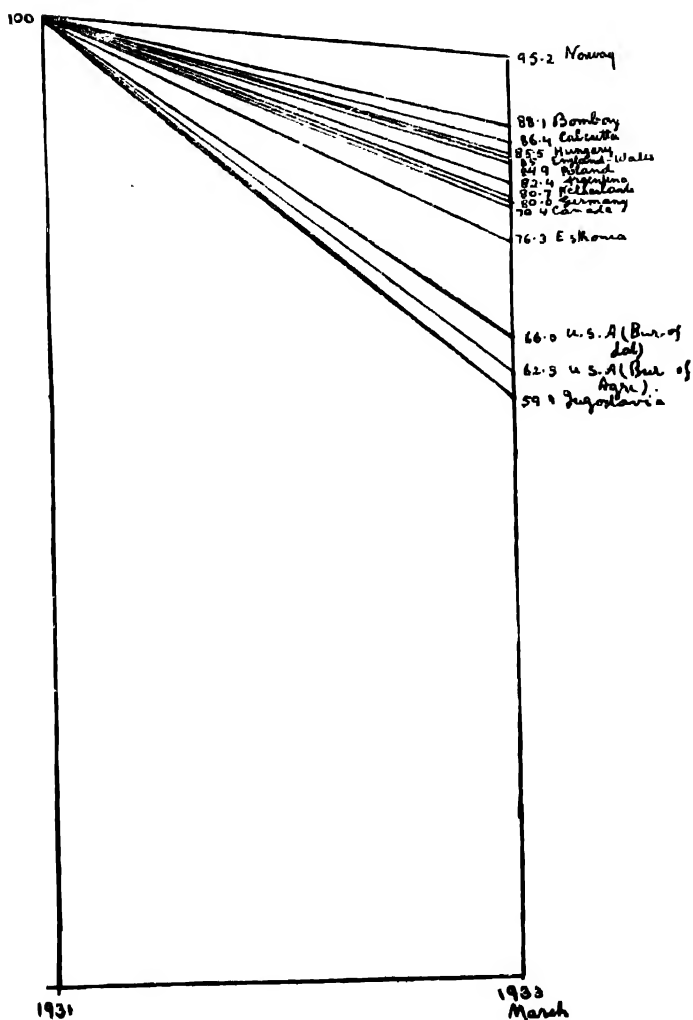 100
95.2 Norway
88.1 Bombay
86.4 Calcutta
85.5 Hungary
85 England-Wales
84.9 Poland
82.4 Argentina
80.7 Netherlands
80.0 Germany
79.4 Canada
76.3 Esthonia
66.0 U.S.A (Bur. of
Lab)
62.5 U.S.A (Bur of
Agri).
59.8 Jugoslavia
1931
1933
March